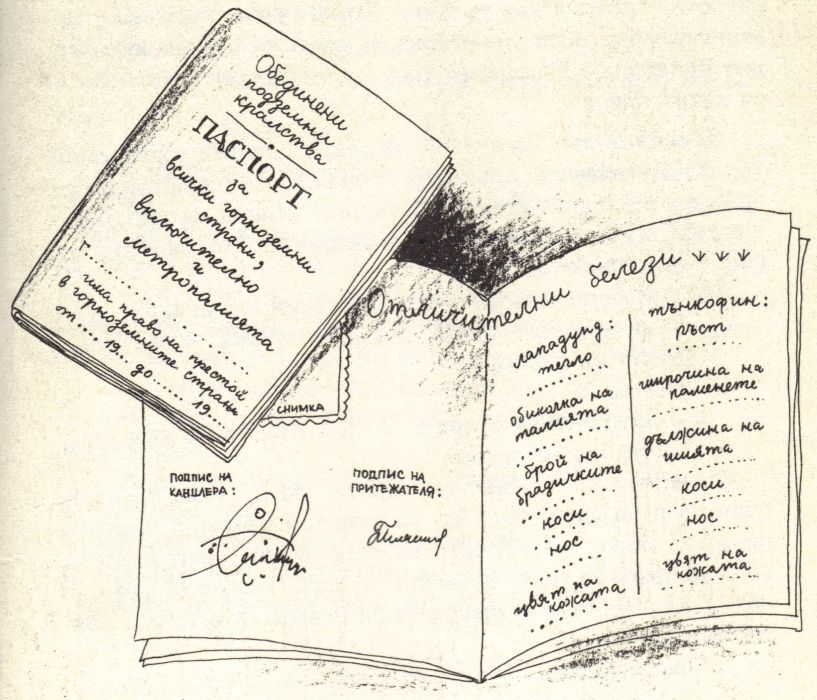 Обединени
подземни
кралства
ПАСПОРТ
за
всички горноземни
страни,
включително
и
метрополията
г. . . . . . . . . . . . . . .
има право на престой
в горноземните страни
от... 19... до...... 19...
СНИМКА
ПОДПИС НА
КАНЦЛЕРА:
ПОДПИС НА
ПРИТЕЖАТЕЛЯ:
Отличителни белези ↓ ↓ ↓
лападунд:
тегло
обиколка на
талията
брой на
брадичките
коси
нос
цвят на
кожата
тънкофин:
ръст
широчина на
раменете
дължина на
шията
коси
нос
цвят на
кожата